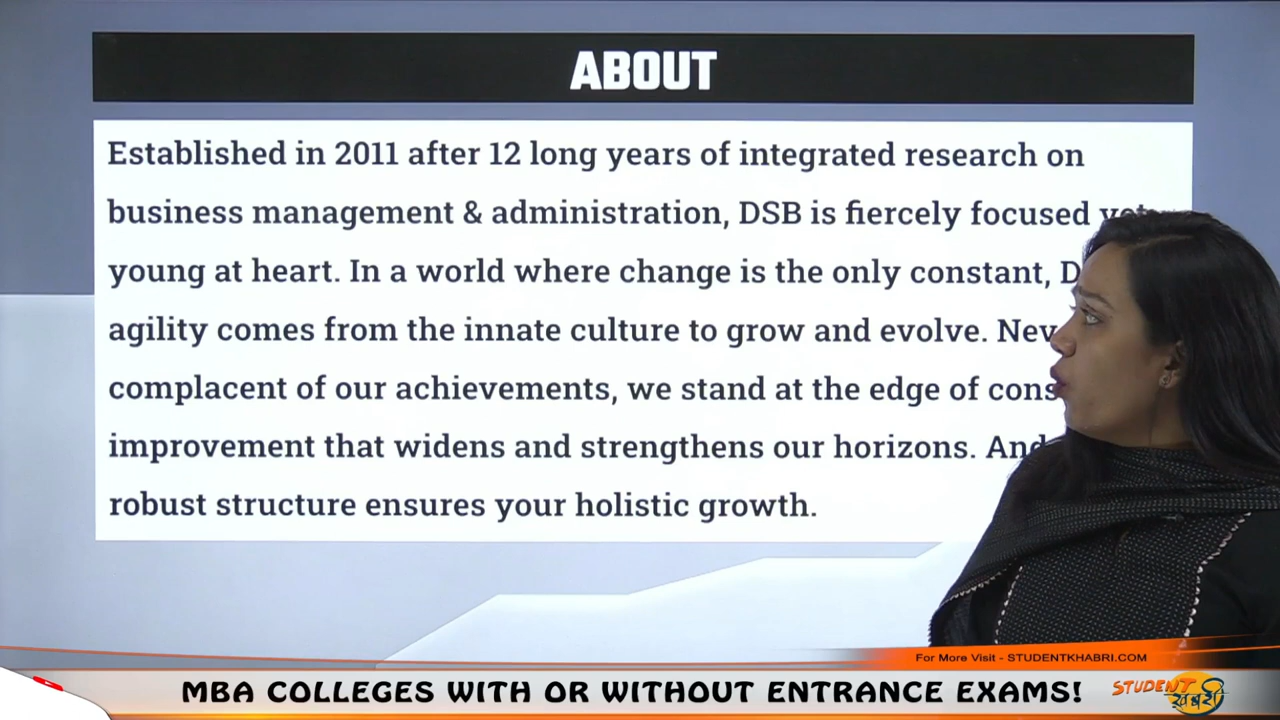 ABOUT
Established in 2011 after 12 long years of integrated research on
business management & administration, DSB is fiercely focused yet
young at heart. In a world where change is the only constant,
agility comes from the innate culture to grow and evolve.
complacent of our achievements, we stand at the edge of
improvement that widens and strengthens our horizons. And
robust structure ensures your holistic growth.
For More Visit - STUDENTKHABRI.COM
MBA COLLEGES WITH OR WITHOUT ENTRANCE EXAMS!
STUDENT
खबरी